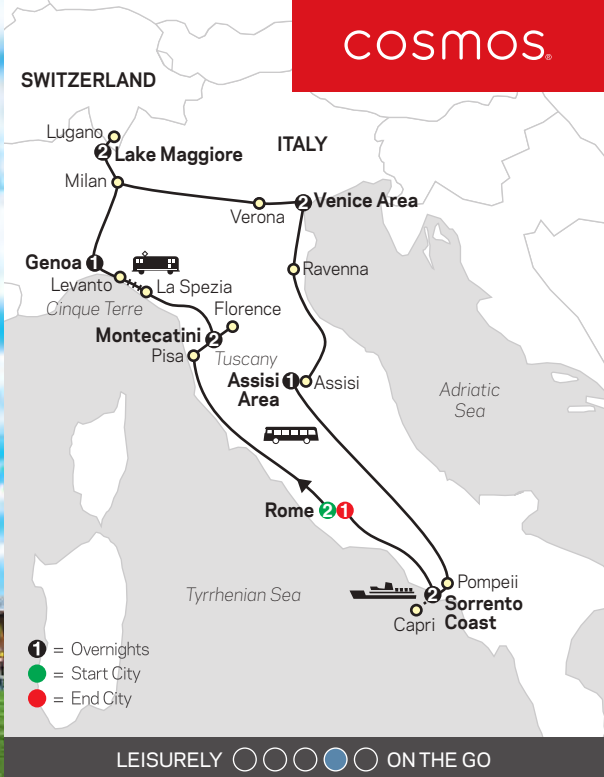 COSMOS®
SWITZERLAND
Lugano
2 Lake Maggiore
ITALY
Milan
Verona
2 Venice Area
Genoa 1
Ravenna
Levanto
La Spezia
Cinque Terre
Florence
Montecatini 2
Pisa
Tuscany
Assisi
Area 1
Assisi
Adriatic
Sea
Rome 2 1
Pompeii
Tyrrhenian Sea
2 Sorrento
Coast
Capri
1 = Overnights
= Start City
= End City
LEISURELY ON THE GO